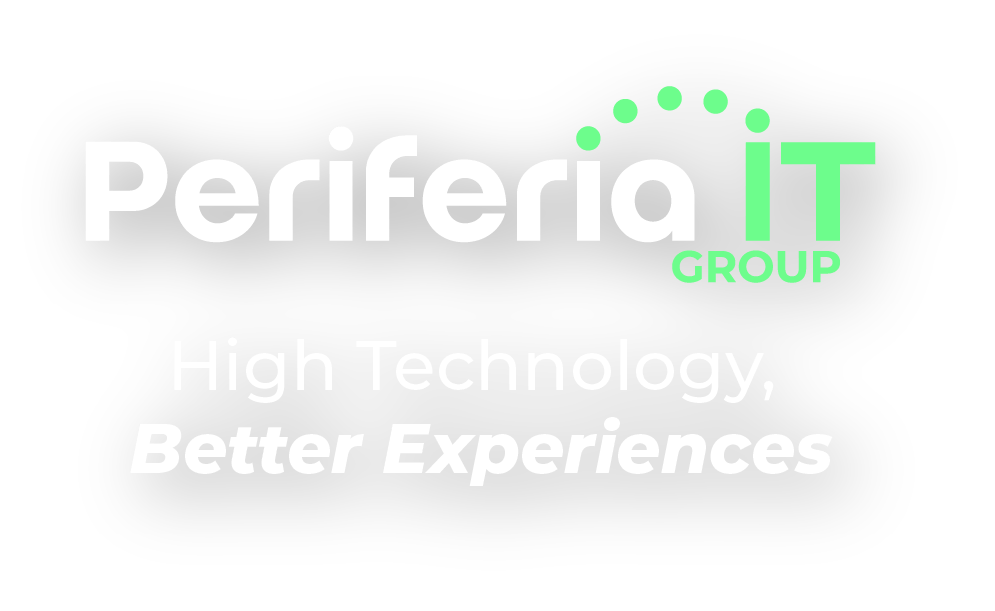 Periferia iT
GROUP
High Technology,
Better Experiences